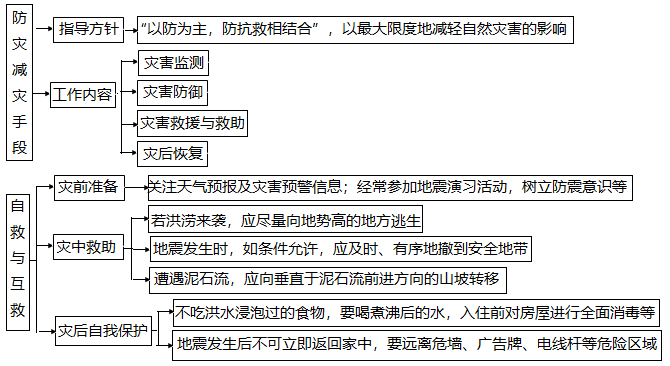 防灾减灾手段
指导方针
“以防为主，防抗救相结合”，以最大限度地减轻自然灾害的影响
工作内容
灾害监测
灾害防御
灾害救援与救助
灾后恢复
自救与互救
灾前准备
关注天气预报及灾害预警信息；经常参加地震演习活动，树立防震意识等
灾中救助
若洪涝来袭，应尽量向地势高的地方逃生
地震发生时，如条件允许，应及时、有序地撤到安全地带
遭遇泥石流，应向垂直于泥石流前进方向的山坡转移
灾后自我保护
不吃洪水浸泡过的食物，要喝煮沸后的水，入住前对房屋进行全面消毒等
地震发生后不可立即返回家中，要远离危墙、广告牌、电线杆等危险区域